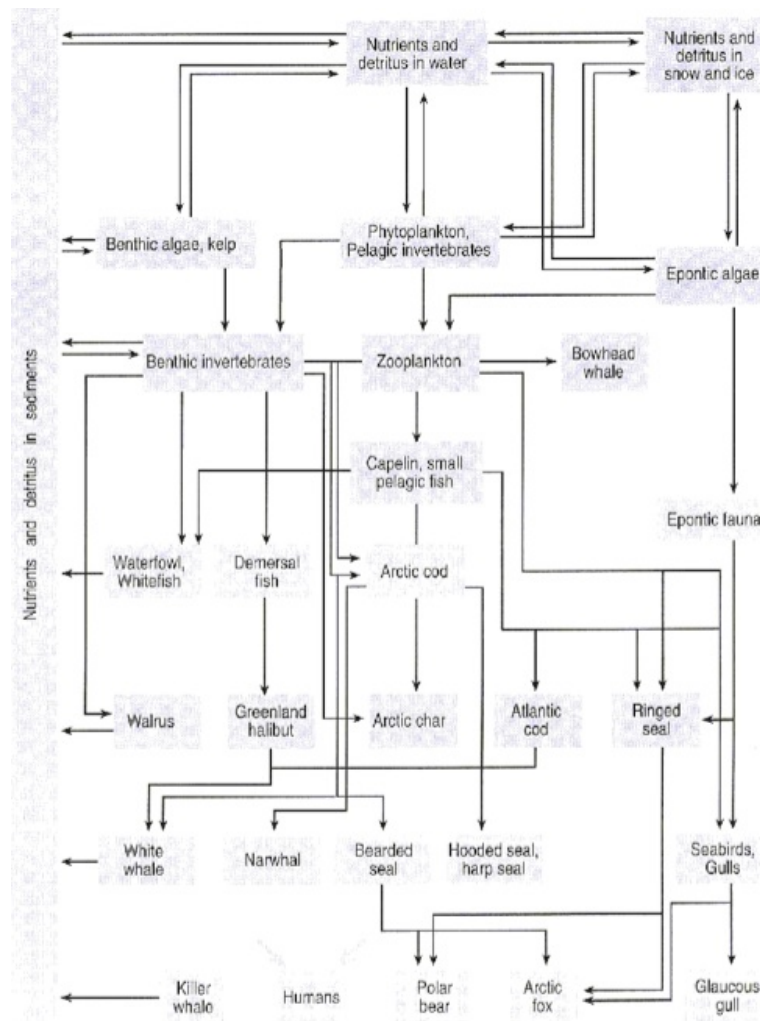 Nutrients and
detritus in water
Nutrients and
detritus in
snow and ice
Benthic algae, kelp
Phytoplankton,
Pelagic invertebrates
Epontic algae
Nutrients and detritus in sediments
Benthic invertebrates
Zooplankton
Bowhead
whale
Capelin, small
pelagic fish
Epontic fauna
Waterfowl,
Whitefish
Demersal
fish
Arctic cod
Walrus
Greenland
halibut
Arctic char
Atlantic
cod
Ringed
seal
White
whale
Narwhal
Bearded
seal
Hooded seal,
harp seal
Seabirds,
Gulls
Killer
whale
Humans
Polar
bear
Arctic
fox
Glaucous
gull